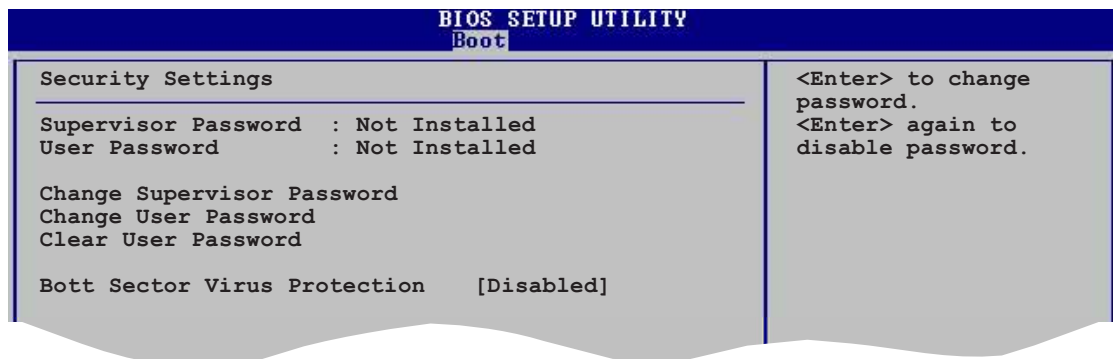 BIOS SETUP UTILITY
Boot
Security Settings
Supervisor Password : Not Installed
User Password : Not Installed
Change Supervisor Password
Change User Password
Clear User Password
Bott Sector Virus Protection [Disabled]
<Enter> to change
password.
<Enter> again to
disable password.